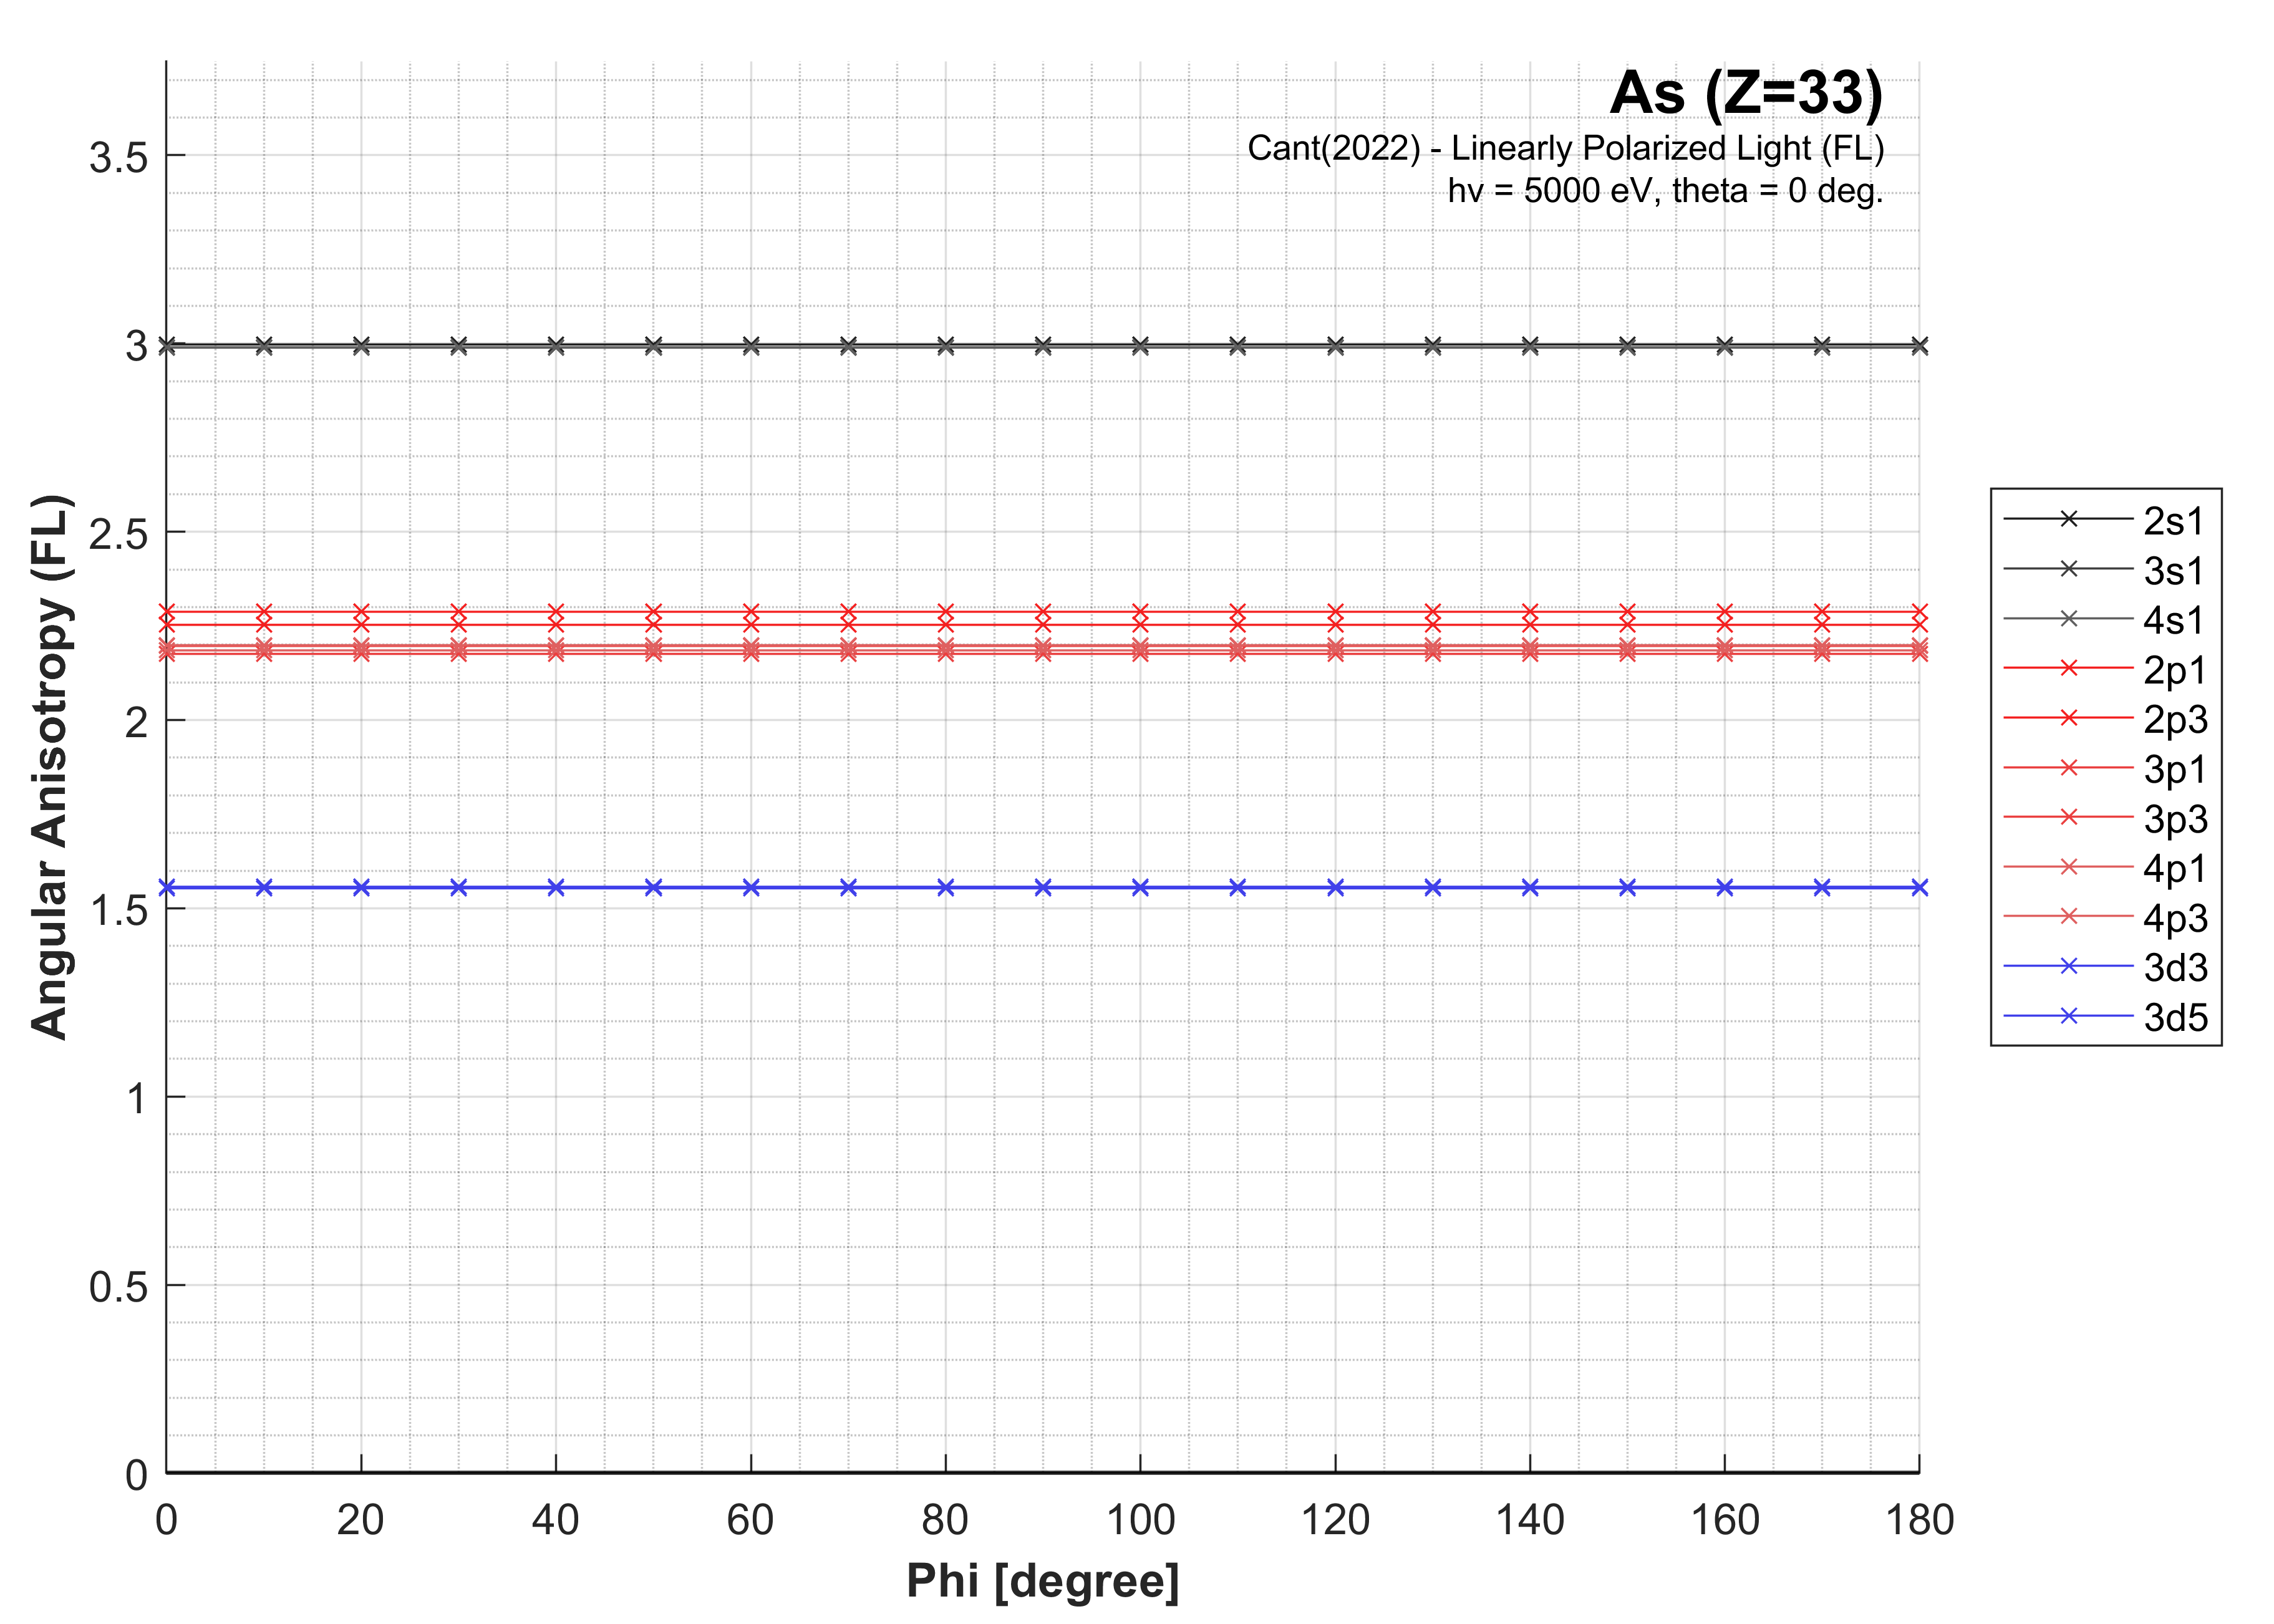 As (Z=33)
Cant(2022) - Linearly Polarized Light (FL)
hv = 5000 eV, theta = 0 deg.
Angular Anisotropy (FL)
3.5
3
2.5
2
1.5
1
0.5
0
0 20 40 60 80 100 120 140 160 180
Phi [degree]
2s1
3s1
4s1
2p1
2p3
3p1
3p3
4p1
4p3
3d3
3d5